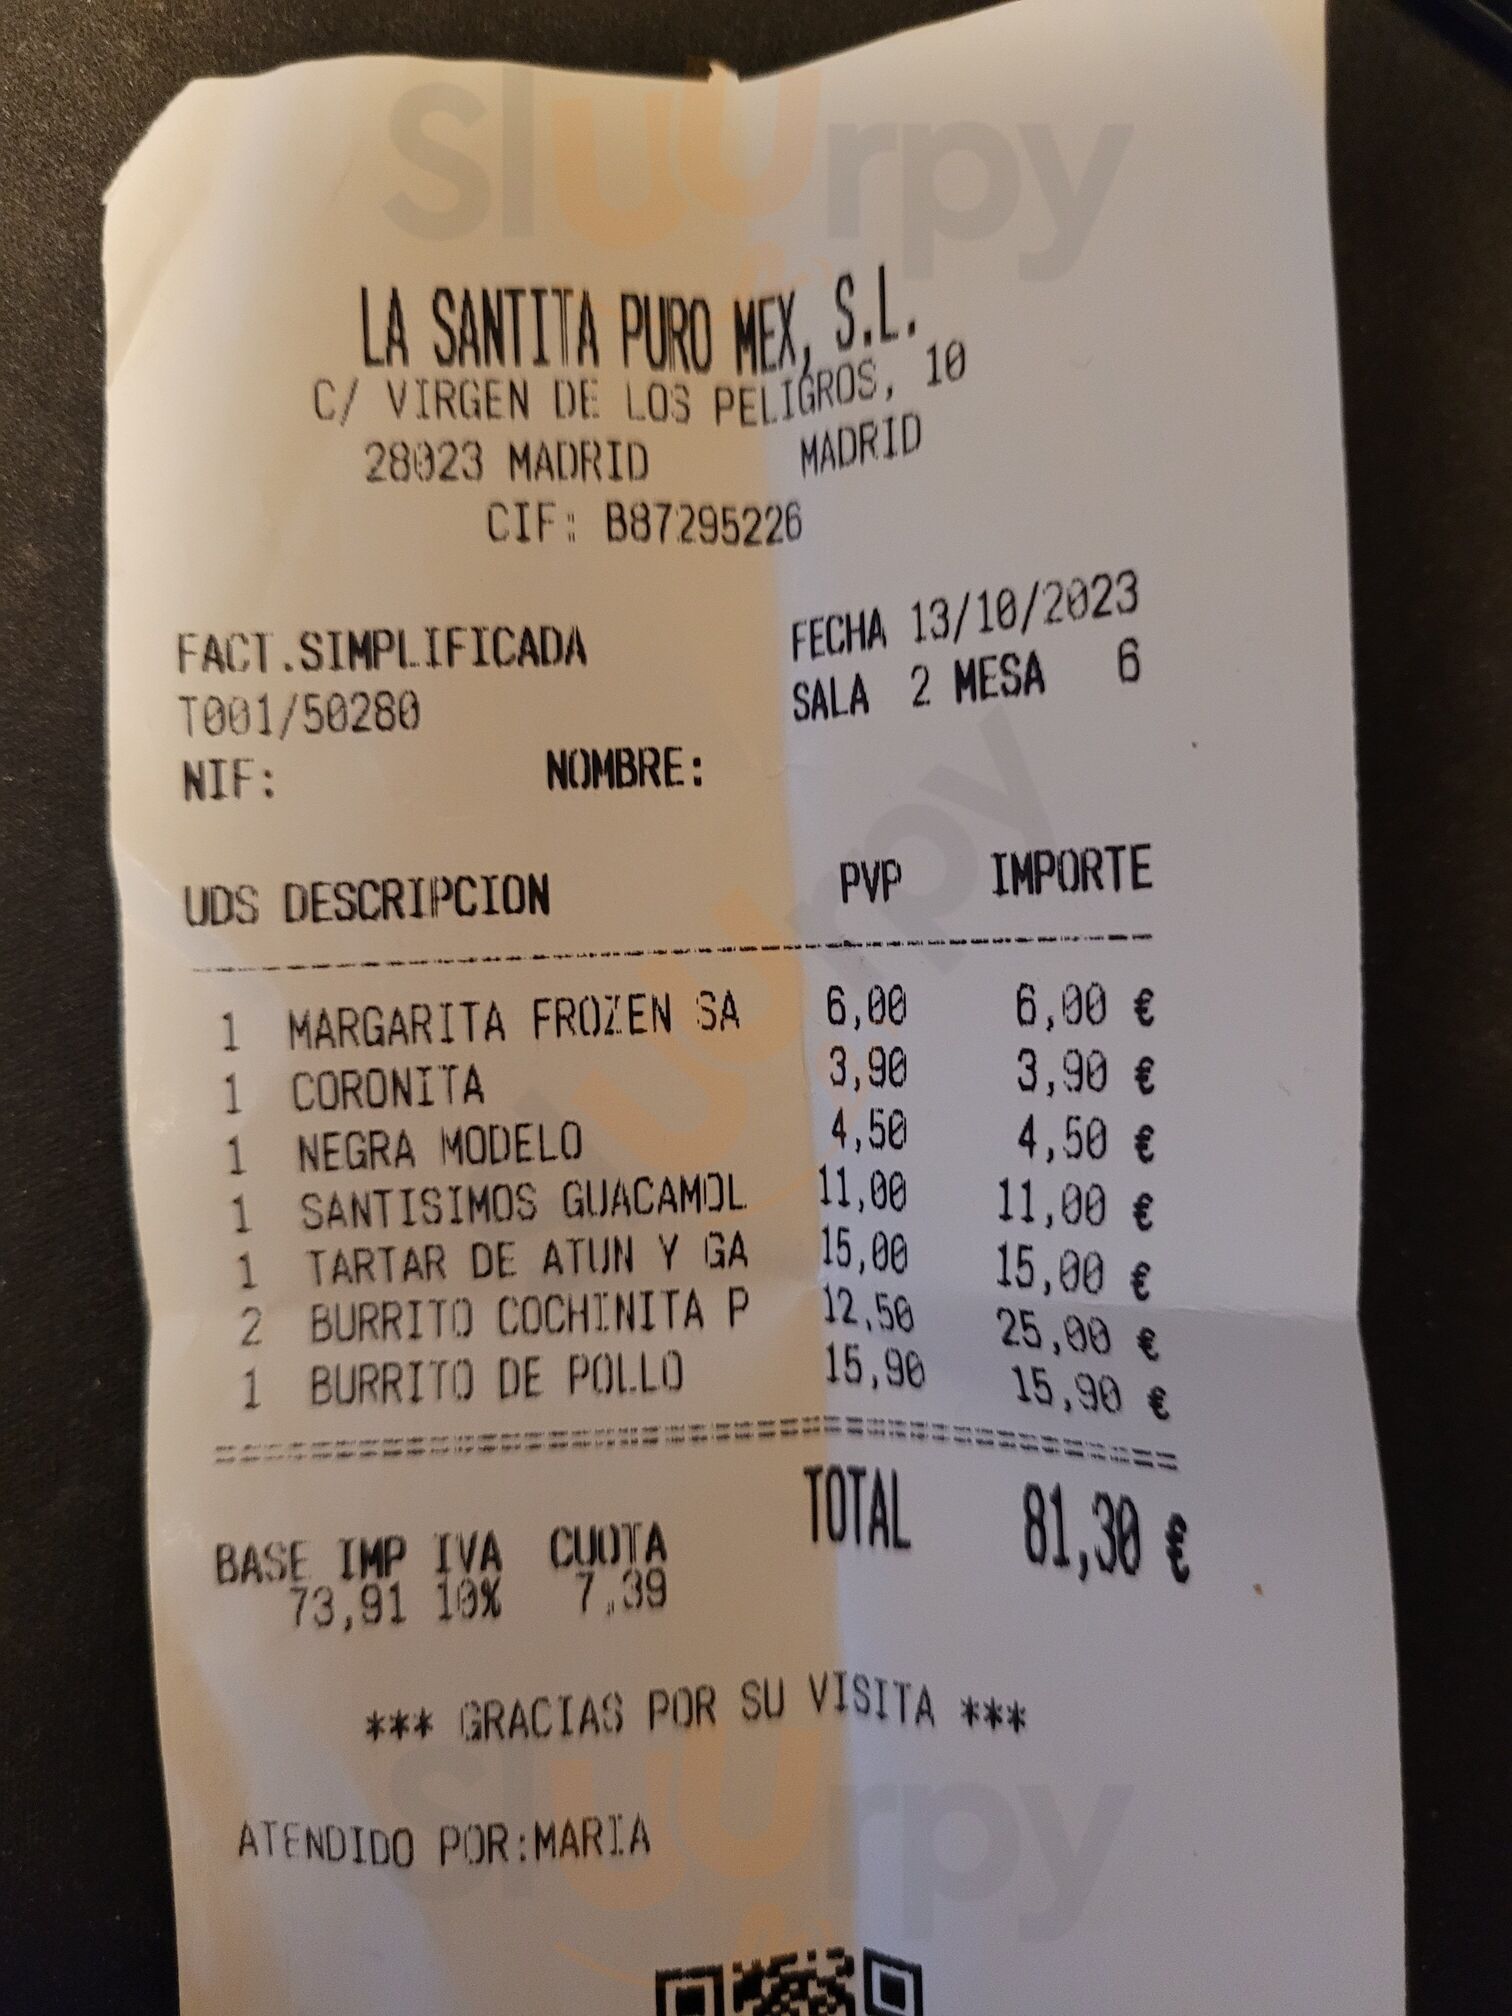 sluurpy
LA SANTITA PURO MEX, S.L.
C/ VIRGEN DE LOS PELIGROS, 10
28023 MADRID MADRID
CIF: B87295226
FACT.SIMPLIFICADA FECHA 13/10/2023
T001/50280 SALA 2 MESA 6
NIF: NOMBRE:
sluurpy
UDS DESCRIPCION PVP IMPORTE
1 MARGARITA FROZEN SA 6,00 6,00 €
1 CORONITA 3,90 3,90 €
1 NEGRA MODELO 4,50 4,50 €
1 SANTISIMOS GUACAMOL 11,00 11,00 €
1 TARTAR DE ATUN Y GA 15,00 15,00 €
2 BURRITO COCHINITA P 12,50 25,00 €
1 BURRITO DE POLLO 15,90 15,90 €
TOTAL 81,30 €
BASE IMP IVA CUOTA
73,91 10% 7,39
*** GRACIAS POR SU VISITA ***
sluurpy
ATENDIDO POR:MARIA